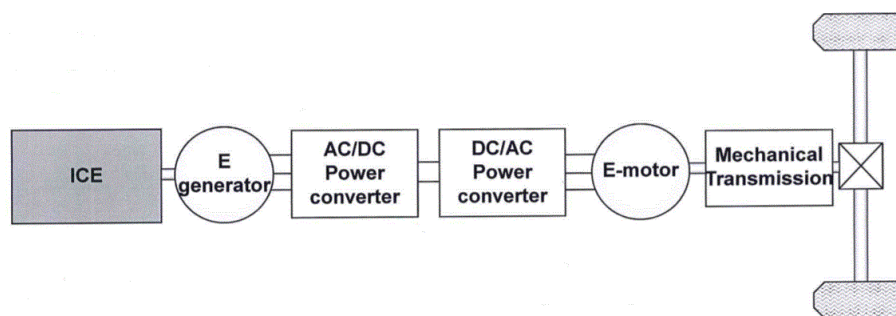 ICE
E
generator
AC/DC
Power
converter
DC/AC
Power
converter
E-motor
Mechanical
Transmission